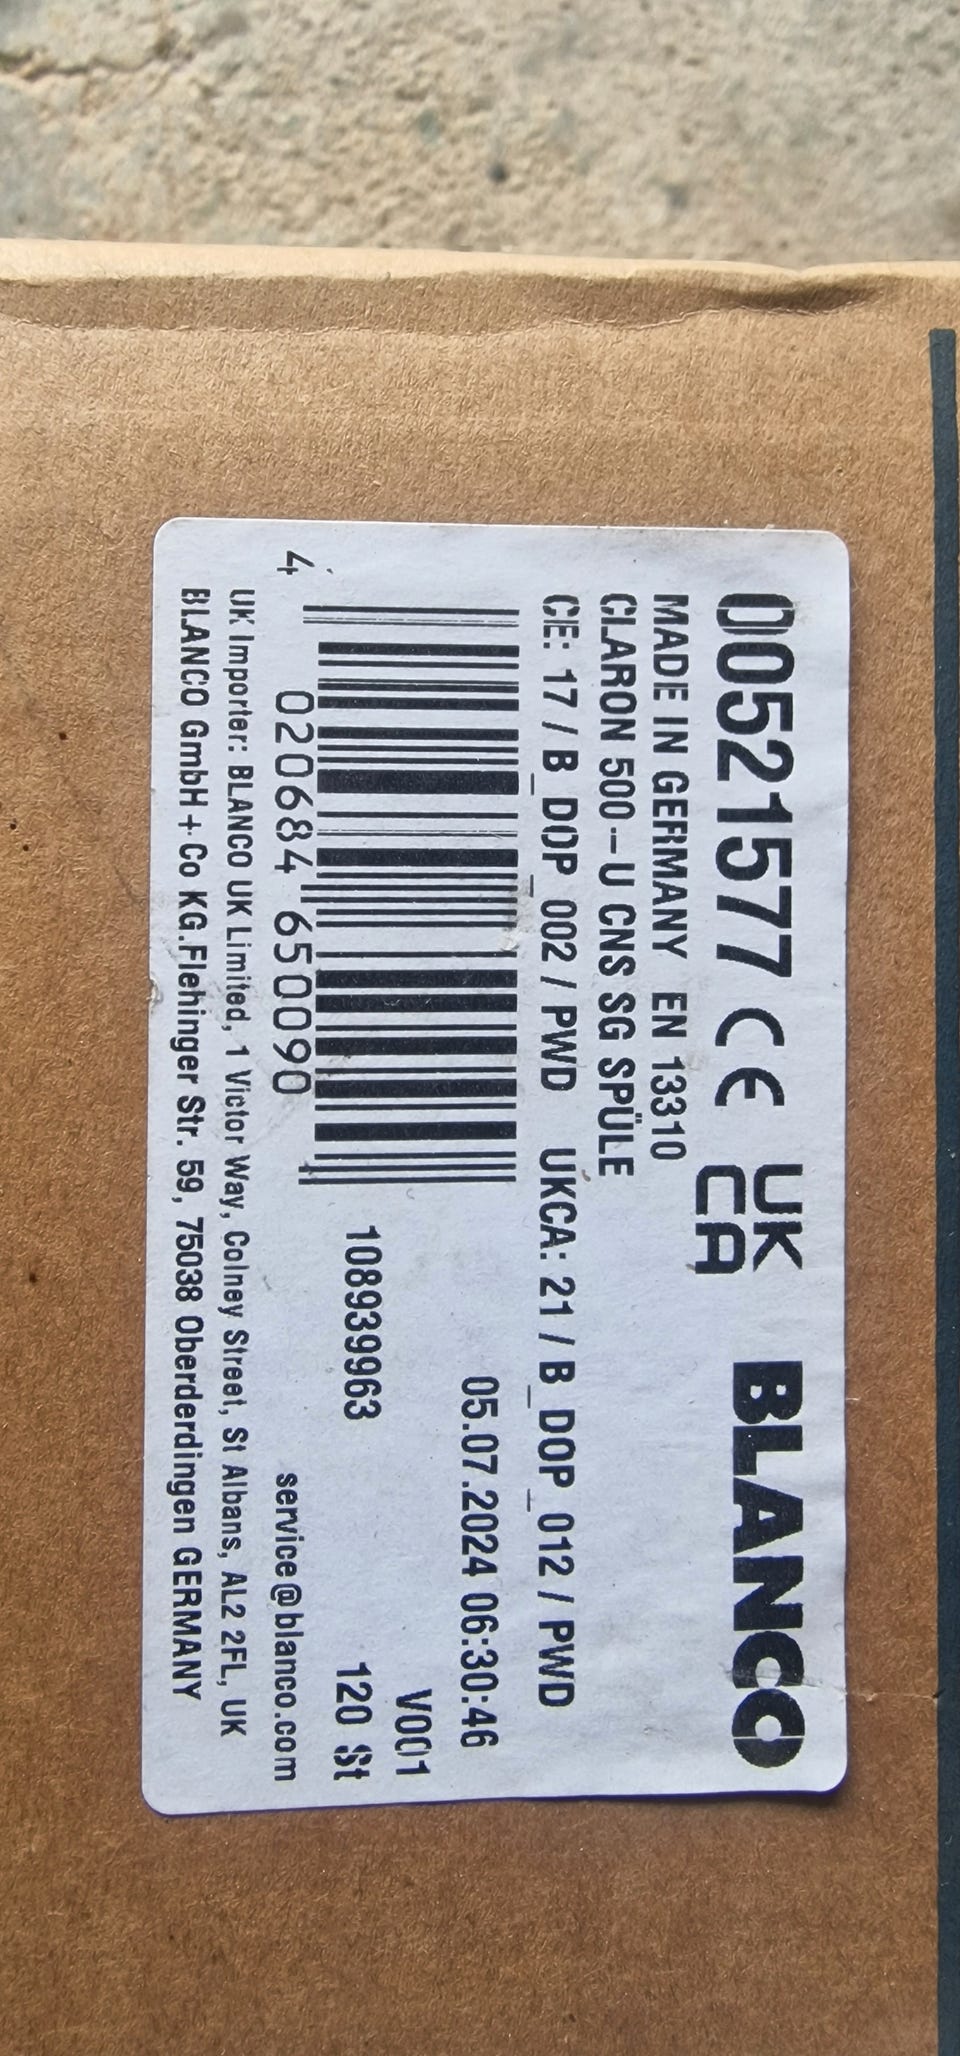 00521577 CE UK CA BLANCO
MADE IN GERMANY EN 13310
CLARON 500-U CNS SG SPÜLE
CE: 17 / B_DOP_002 / PWD UKCA: 21 / B_DOP_012 / PWD
05.07.2024 06:30:46
V001
108939963 120 St
4 020684 650090 service@blanco.com
UK Importer: BLANCO UK Limited, 1 Victor Way, Colney Street, St Albans, AL2 2FL, UK
BLANCO GmbH + Co KG.Flehinger Str. 59, 75038 Oberderdingen GERMANY